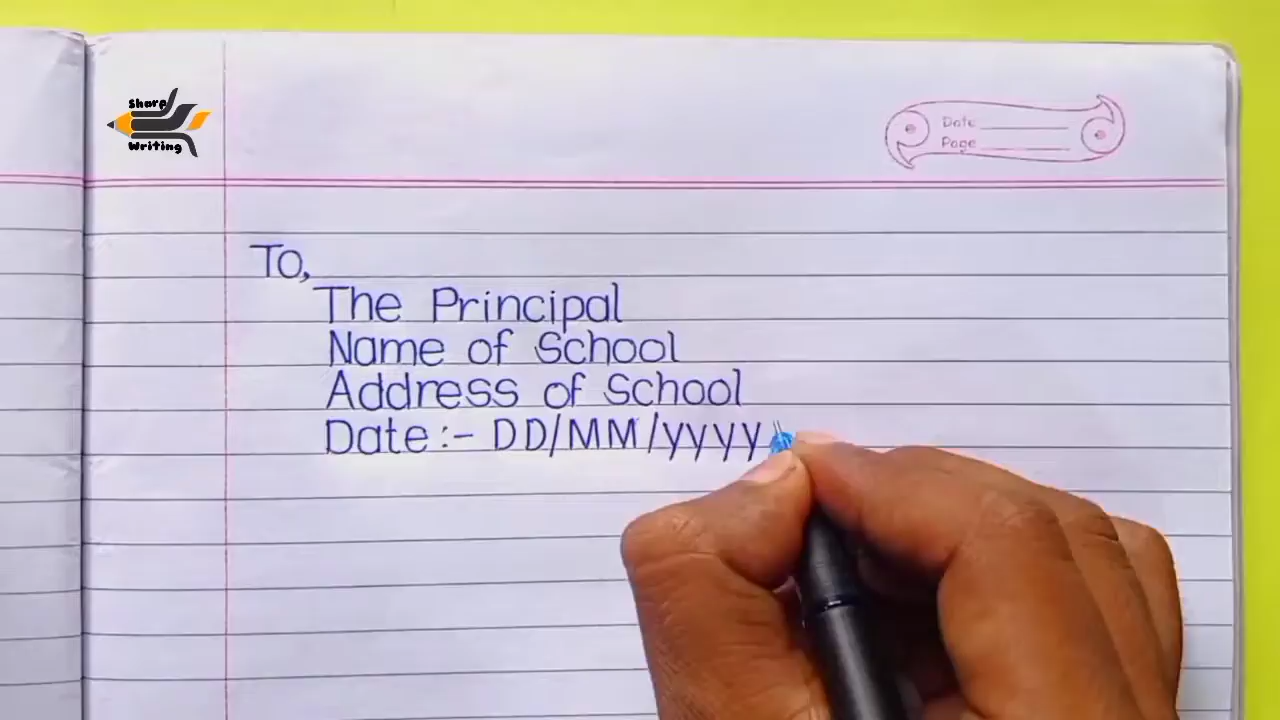 Sharp
Writing
Date
Page
To,
The Principal
Name of School
Address of School
Date :- DD/MM/yyyy